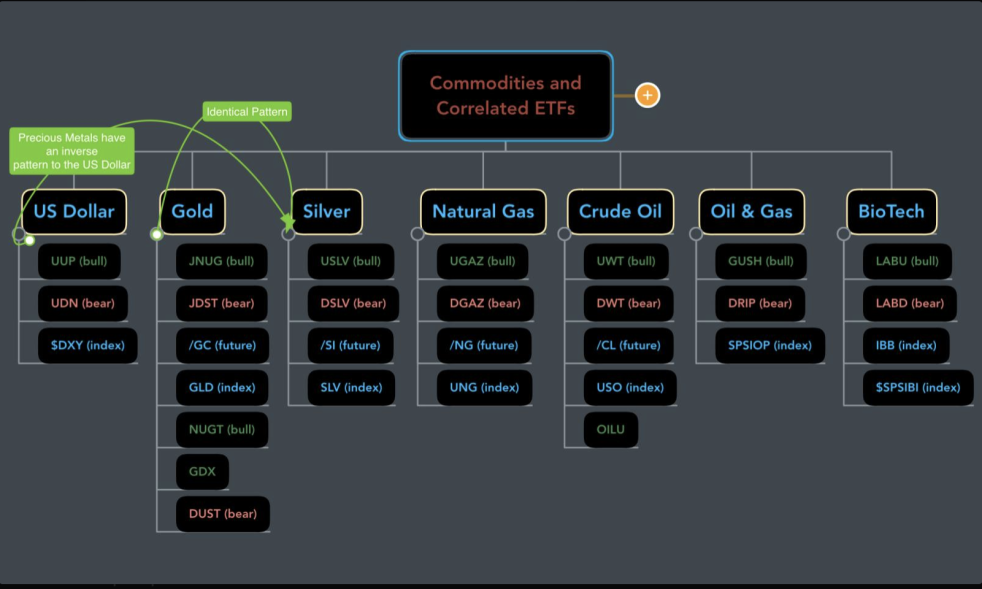 Commodities and
Correlated ETFs
+
Identical Pattern
Precious Metals have
an inverse
pattern to the US Dollar
US Dollar
UUP (bull)
UDN (bear)
$DXY (index)
Gold
JNUG (bull)
JDST (bear)
/GC (future)
GLD (index)
NUGT (bull)
GDX
DUST (bear)
Silver
USLV (bull)
DSLV (bear)
/SI (future)
SLV (index)
Natural Gas
UGAZ (bull)
DGAZ (bear)
/NG (future)
UNG (index)
Crude Oil
UWT (bull)
DWT (bear)
/CL (future)
USO (index)
OILU
Oil & Gas
GUSH (bull)
DRIP (bear)
SPSIOP (index)
BioTech
LABU (bull)
LABD (bear)
IBB (index)
$SPSIBI (index)